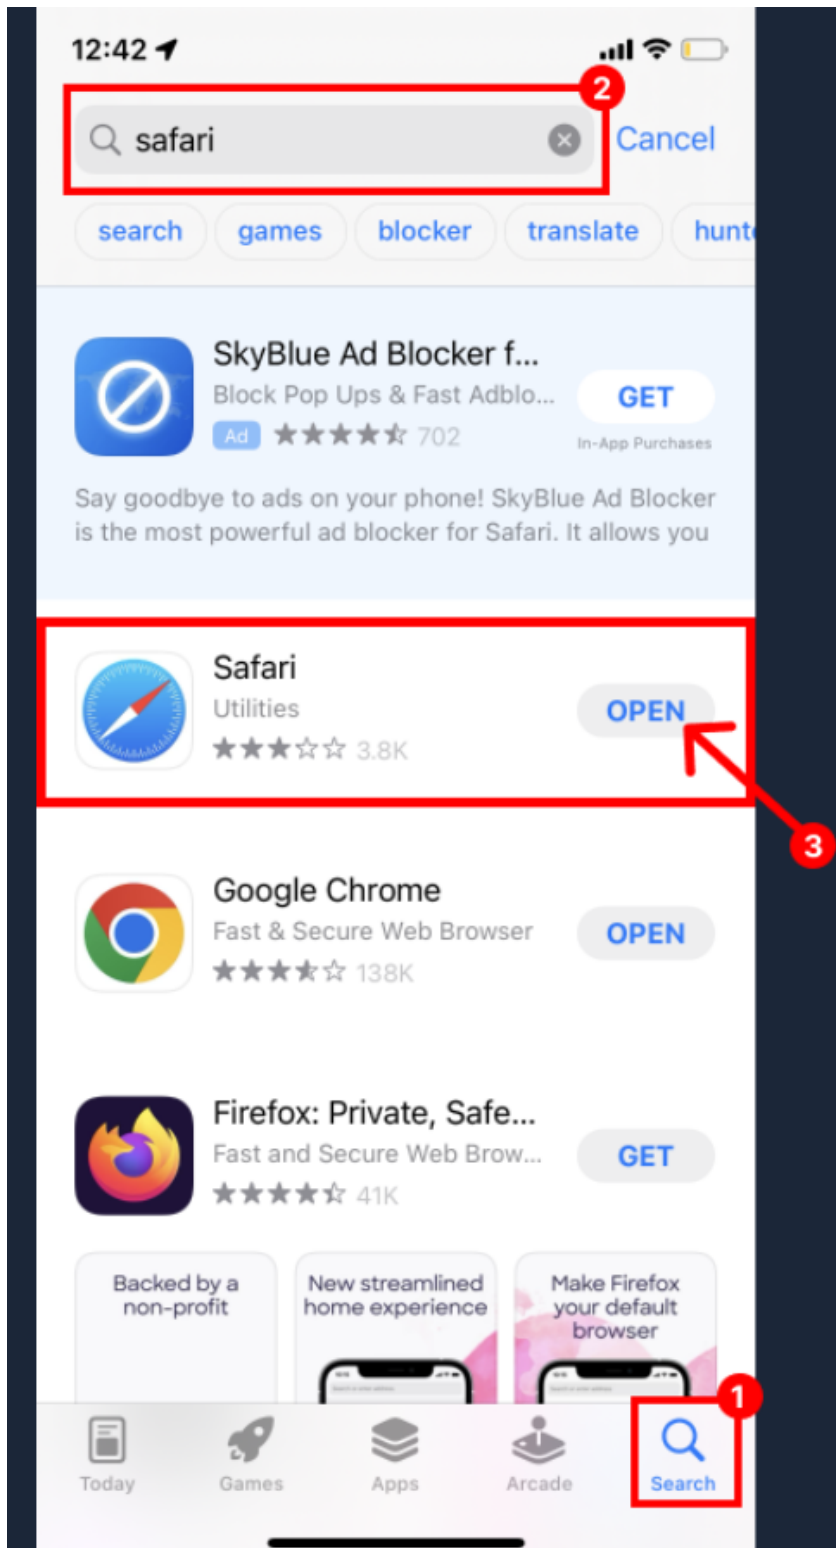 12:42
2
safari
Cancel
search games blocker translate hunte
SkyBlue Ad Blocker f...
Block Pop Ups & Fast Adblo...
GET
Ad 702
In-App Purchases
Say goodbye to ads on your phone! SkyBlue Ad Blocker
is the most powerful ad blocker for Safari. It allows you
Safari
Utilities
OPEN
3.8K
3
Google Chrome
Fast & Secure Web Browser
OPEN
138K
Firefox: Private, Safe...
Fast and Secure Web Brow...
GET
41K
Backed by a
non-profit
New streamlined
home experience
Make Firefox
your default
browser
1
Today Games Apps Arcade Search